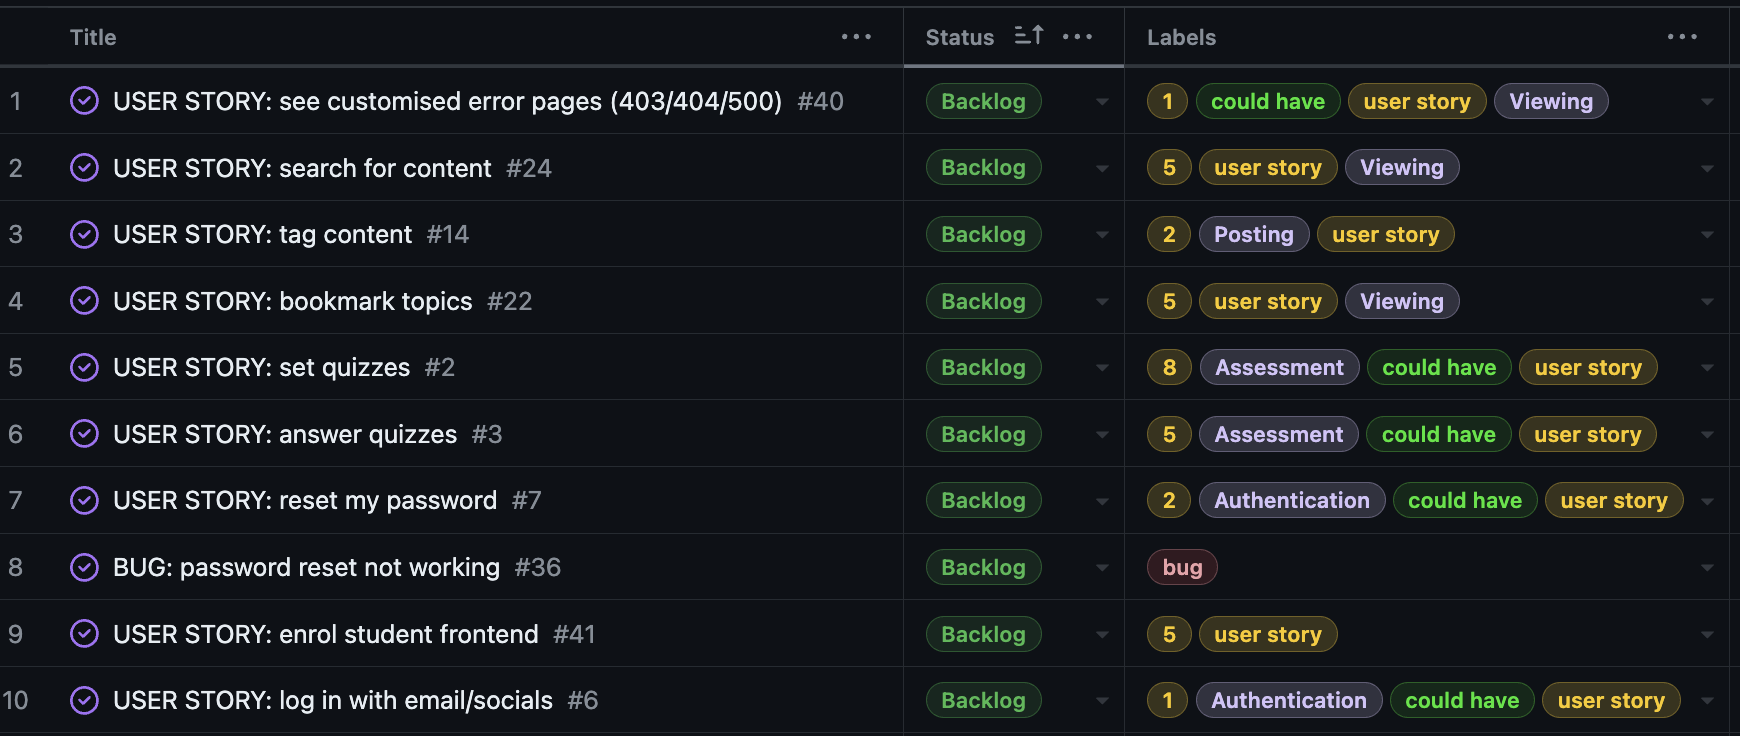 Title ... Status ... Labels ...
1 USER STORY: see customised error pages (403/404/500) #40 Backlog 1 could have user story Viewing
2 USER STORY: search for content #24 Backlog 5 user story Viewing
3 USER STORY: tag content #14 Backlog 2 Posting user story
4 USER STORY: bookmark topics #22 Backlog 5 user story Viewing
5 USER STORY: set quizzes #2 Backlog 8 Assessment could have user story
6 USER STORY: answer quizzes #3 Backlog 5 Assessment could have user story
7 USER STORY: reset my password #7 Backlog 2 Authentication could have user story
8 BUG: password reset not working #36 Backlog bug
9 USER STORY: enrol student frontend #41 Backlog 5 user story
10 USER STORY: log in with email/socials #6 Backlog 1 Authentication could have user story